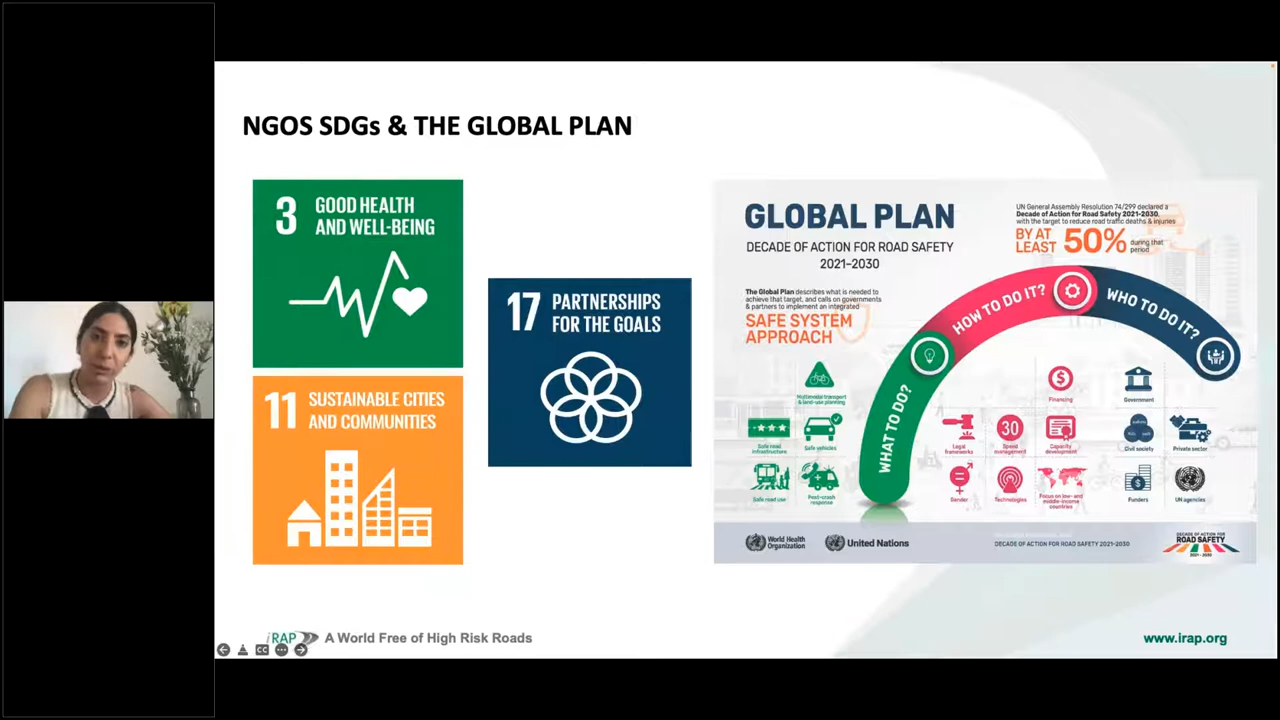 NGOS SDGs & THE GLOBAL PLAN
3 GOOD HEALTH
AND WELL-BEING
11 SUSTAINABLE CITIES
AND COMMUNITIES
17 PARTNERSHIPS
FOR THE GOALS
GLOBAL PLAN
DECADE OF ACTION FOR ROAD SAFETY
2021–2030
UN General Assembly Resolution 74/299 declared a
Decade of Action for Road Safety 2021-2030,
with the target to reduce road traffic deaths & injuries
BY AT
LEAST 50% during that
period
The Global Plan describes what is needed to
achieve that target, and calls on governments
& partners to implement an integrated
SAFE SYSTEM
APPROACH
WHAT TO DO?
HOW TO DO IT?
WHO TO DO IT?
Multimodal transport
& land-use planning
Safe road
infrastructure
Safe vehicles
Safe road use
Post-crash
response
Financing
Legal
frameworks
30
Speed
management
Capacity
development
Gender
Technologies
Focus on low- and
middle-income
countries
Government
Civil society
Private sector
Funders
UN agencies
World Health
Organization
United Nations
DECADE OF ACTION FOR ROAD SAFETY 2021-2030
DECADE OF ACTION FOR
ROAD SAFETY
2021 - 2030
iRAP A World Free of High Risk Roads
www.irap.org
CC